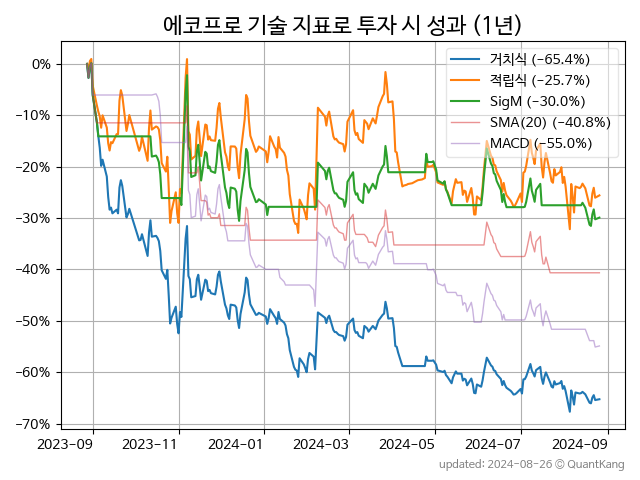 에코프로 기술 지표로 투자 시 성과 (1년)
거치식 (−65.4%)
적립식 (−25.7%)
SigM (−30.0%)
SMA(20) (−40.8%)
MACD (−55.0%)
0%
−10%
−20%
−30%
−40%
−50%
−60%
−70%
2023-09 2023-11 2024-01 2024-03 2024-05 2024-07 2024-09
updated: 2024-08-26 © QuantKang